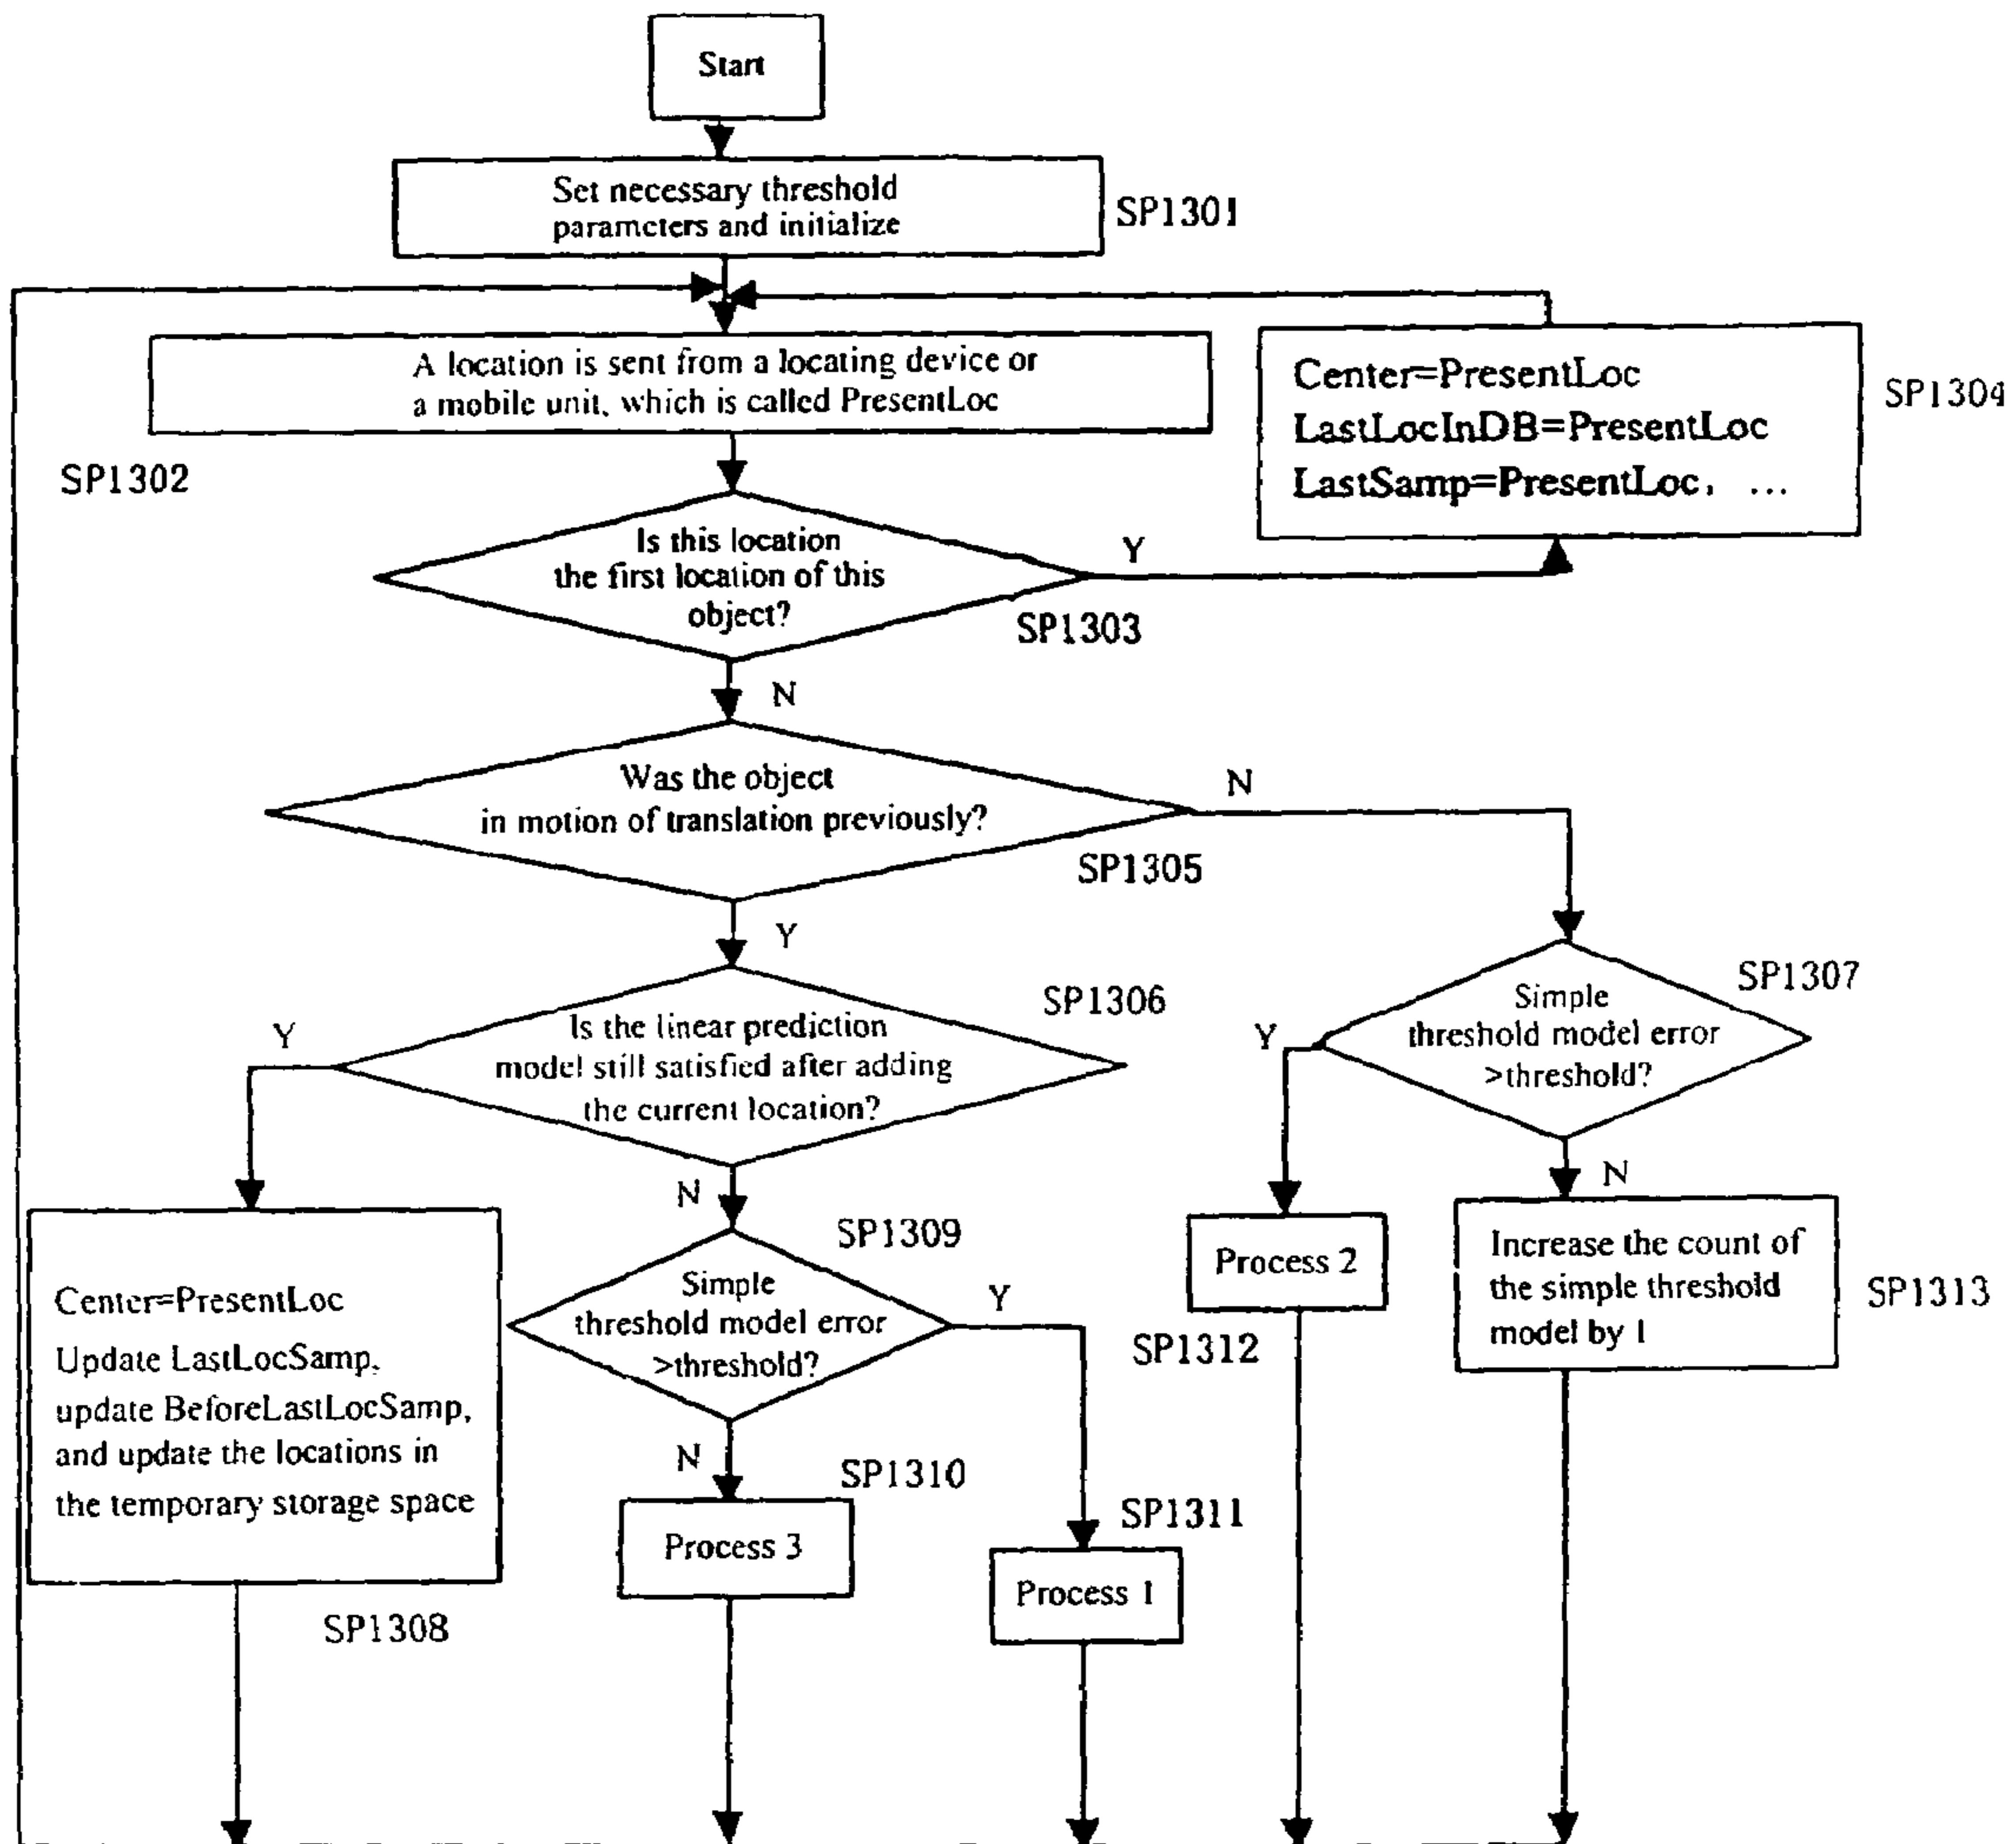 Start
Set necessary threshold
parameters and initialize
SP1301
A location is sent from a locating device or
a mobile unit, which is called PresentLoc
SP1302
Center=PresentLoc
LastLocInDB=PresentLoc
LastSamp=PresentLoc, ...
SP1304
Is this location
the first location of this
object?
Y
SP1303
N
Was the object
in motion of translation previously?
N
SP1305
Y
SP1306
Is the linear prediction
model still satisfied after adding
the current location?
Y
N
SP1307
Simple
threshold model error
>threshold?
Y
N
Center=PresentLoc
Update LastLocSamp,
update BeforeLastLocSamp,
and update the locations in
the temporary storage space
SP1308
SP1309
Simple
threshold model error
>threshold?
Y
N
SP1310
Process 3
SP1311
Process 1
Process 2
SP1312
Increase the count of
the simple threshold
model by 1
SP1313